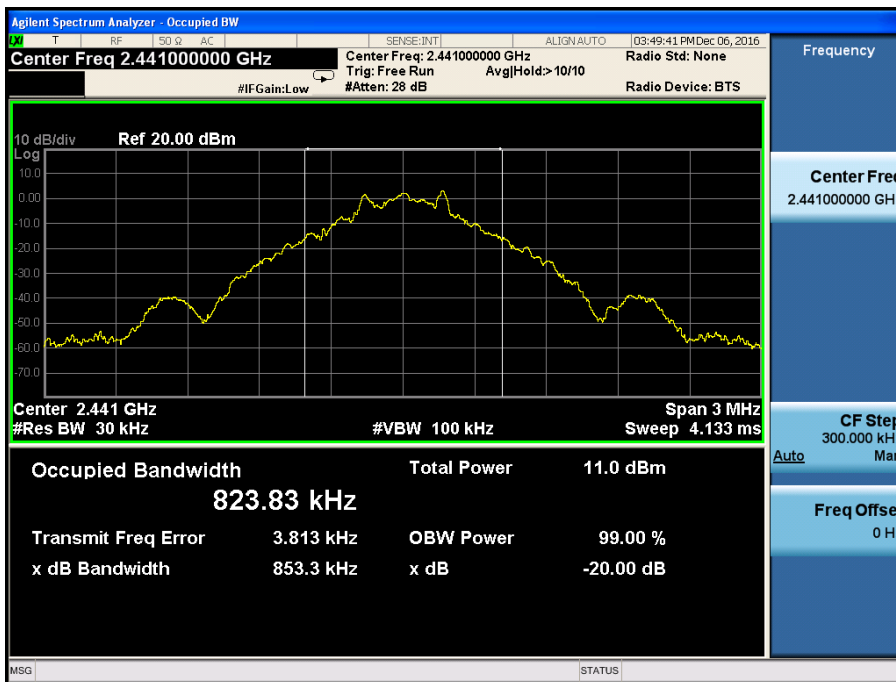 Agilent Spectrum Analyzer - Occupied BW
LXI T RF 50 Ω AC SENSE:INT ALIGN AUTO 03:49:41 PM Dec 06, 2016
Center Freq 2.441000000 GHz
Center Freq: 2.441000000 GHz
Radio Std: None
Trig: Free Run Avg|Hold:>10/10
#IFGain:Low
#Atten: 28 dB
Radio Device: BTS
Frequency
10 dB/div Ref 20.00 dBm
Log
10.0
0.00
-10.0
-20.0
-30.0
-40.0
-50.0
-60.0
-70.0
Center 2.441 GHz
Span 3 MHz
#Res BW 30 kHz
#VBW 100 kHz
Sweep 4.133 ms
Occupied Bandwidth
823.83 kHz
Total Power 11.0 dBm
Transmit Freq Error 3.813 kHz
OBW Power 99.00 %
x dB Bandwidth 853.3 kHz
x dB -20.00 dB
Center Fre
2.441000000 GH
CF Step
300.000 kH
Auto Ma
Freq Offse
0 H
MSG
STATUS